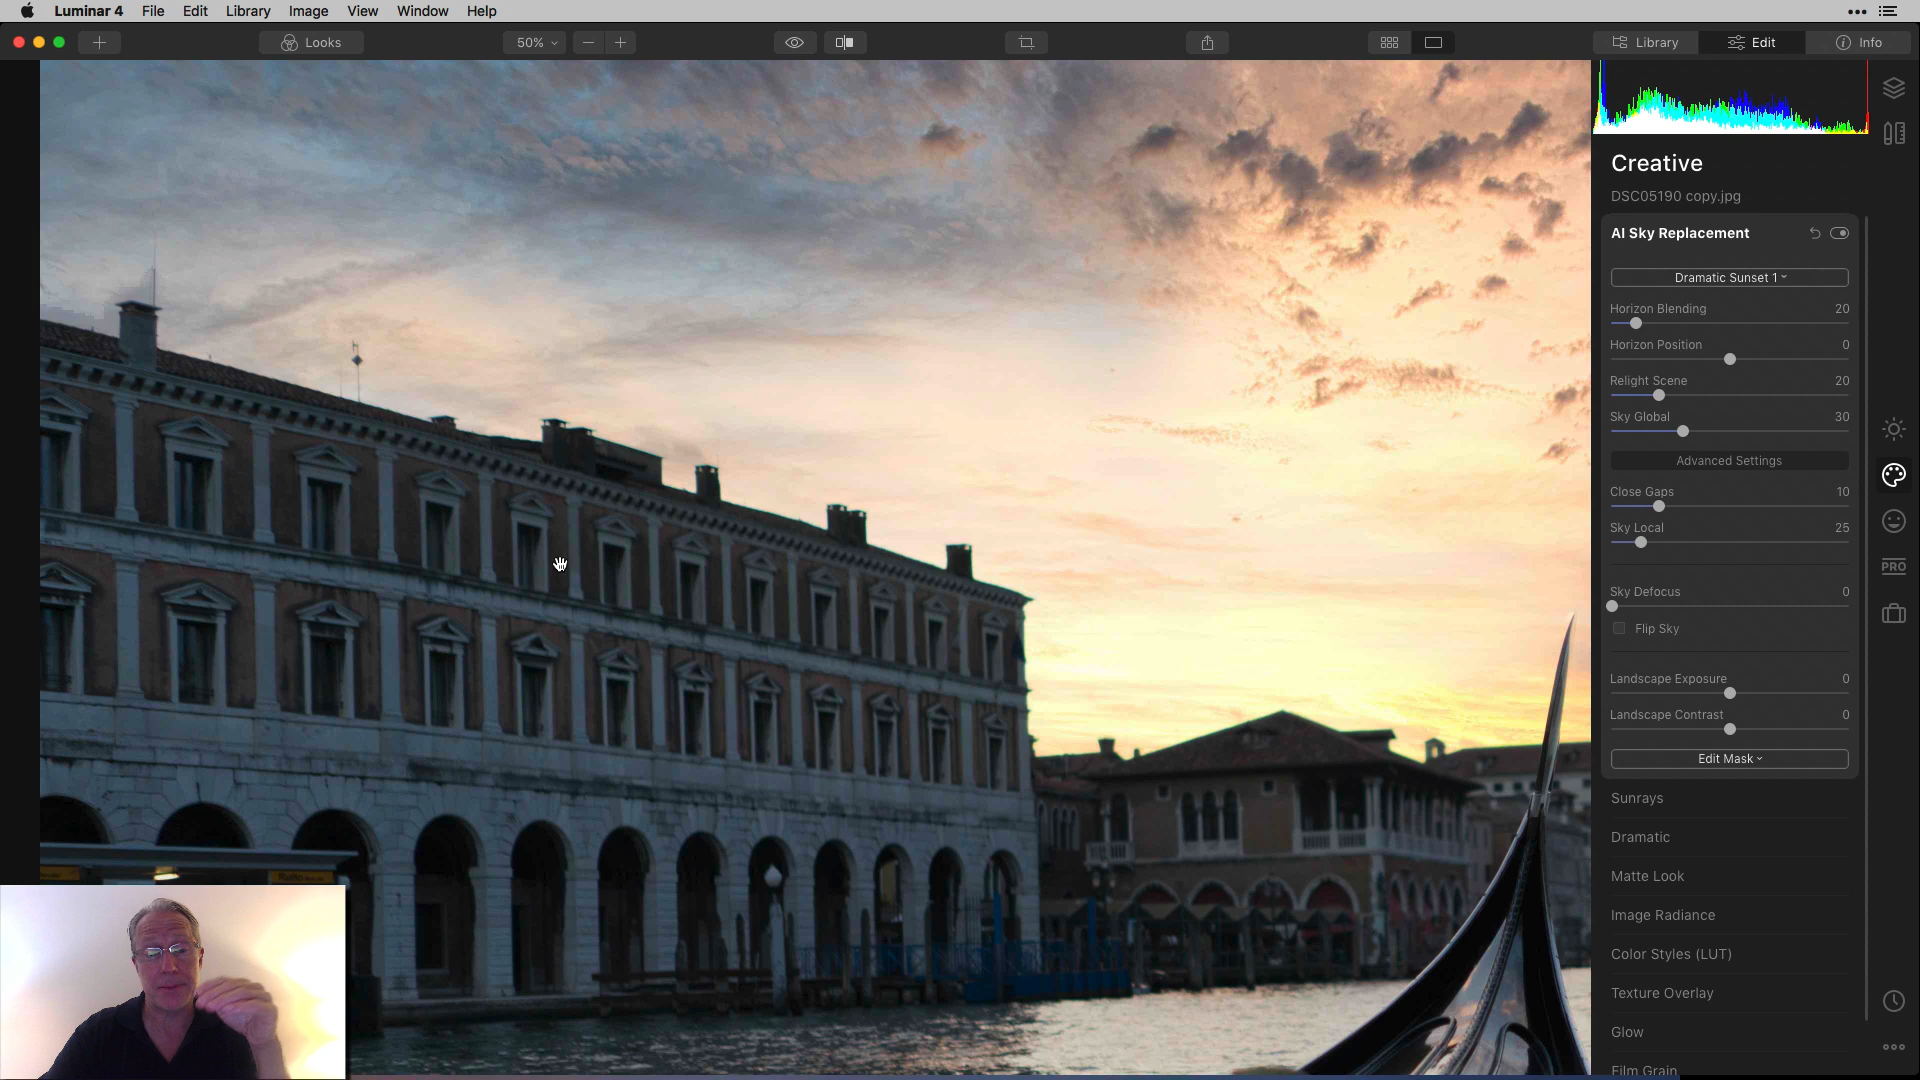 Luminar 4 File Edit Library Image View Window Help
Looks 50% Library Edit Info
Creative
DSC05190 copy.jpg
AI Sky Replacement
Dramatic Sunset 1
Horizon Blending 20
Horizon Position 0
Relight Scene 20
Sky Global 30
Advanced Settings
Close Gaps 10
Sky Local 25
PRO
Sky Defocus 0
Flip Sky
Landscape Exposure 0
Landscape Contrast 0
Edit Mask
Sunrays
Dramatic
Matte Look
Image Radiance
Color Styles (LUT)
Texture Overlay
Glow
Film Grain